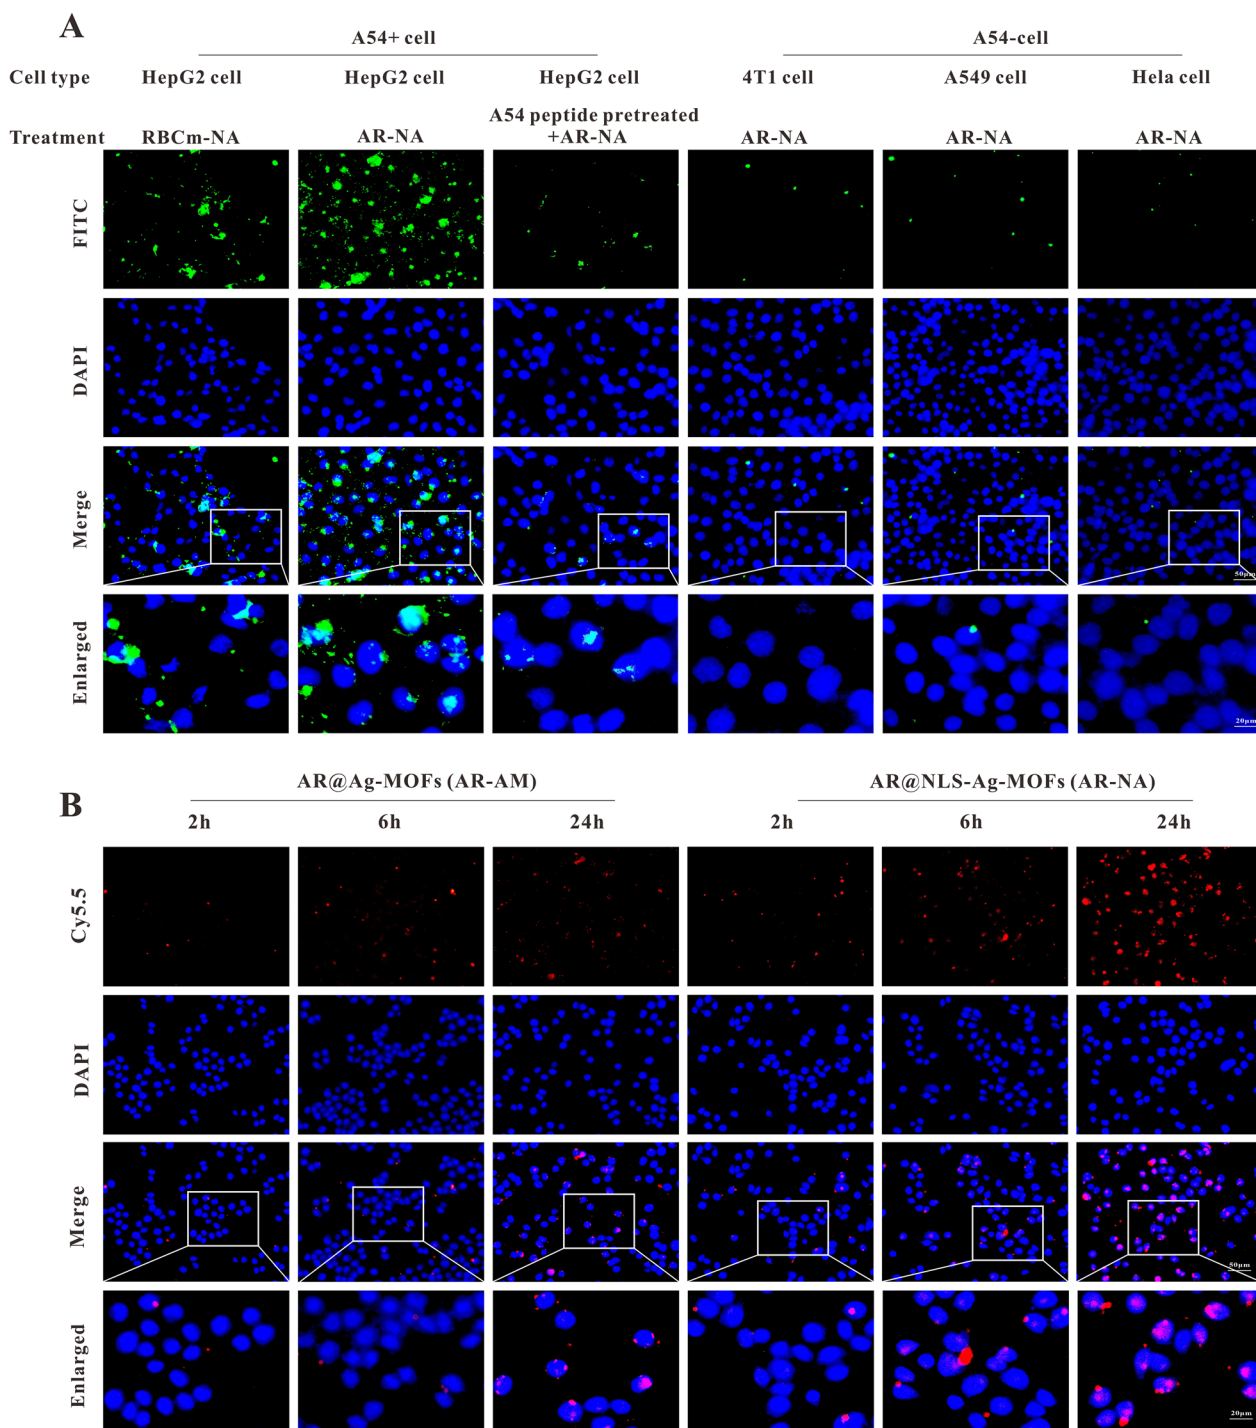 A
A54+ cell A54-cell
Cell type HepG2 cell HepG2 cell HepG2 cell 4T1 cell A549 cell Hela cell
Treatment RBCm-NA AR-NA A54 peptide pretreated +AR-NA AR-NA AR-NA AR-NA
FITC
DAPI
Merge
50μm
Enlarged
20μm
B
AR@Ag-MOFs (AR-AM) AR@NLS-Ag-MOFs (AR-NA)
2h 6h 24h 2h 6h 24h
Cy5.5
DAPI
Merge
50μm
Enlarged
20μm